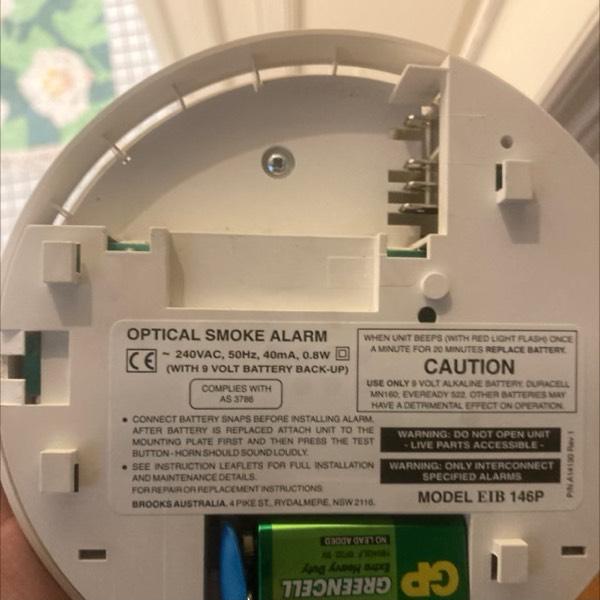 OPTICAL SMOKE ALARM
CE ~ 240VAC, 50Hz, 40mA, 0.8W
(WITH 9 VOLT BATTERY BACK-UP)
COMPLIES WITH
AS 3786
• CONNECT BATTERY SNAPS BEFORE INSTALLING ALARM,
AFTER BATTERY IS REPLACED ATTACH UNIT TO THE
MOUNTING PLATE FIRST AND THEN PRESS THE TEST
BUTTON - HORN SHOULD SOUND LOUDLY.
• SEE INSTRUCTION LEAFLETS FOR FULL INSTALLATION
AND MAINTENANCE DETAILS.
FOR REPAIR OR REPLACEMENT INSTRUCTIONS:
BROOKS AUSTRALIA, 4 PIKE ST, RYDALMERE, NSW 2116.
WHEN UNIT BEEPS (WITH RED LIGHT FLASH) ONCE
A MINUTE FOR 20 MINUTES REPLACE BATTERY.
CAUTION
USE ONLY 9 VOLT ALKALINE BATTERY, DURACELL
MN160; EVEREADY 522. OTHER BATTERIES MAY
HAVE A DETRIMENTAL EFFECT ON OPERATION.
WARNING: DO NOT OPEN UNIT
- LIVE PARTS ACCESSIBLE -
WARNING: ONLY INTERCONNECT
SPECIFIED ALARMS
MODEL EIB 146P
P/N A14130 Rev 1
GP
GREENCELL
Extra Heavy Duty
NO LEAD ADDED